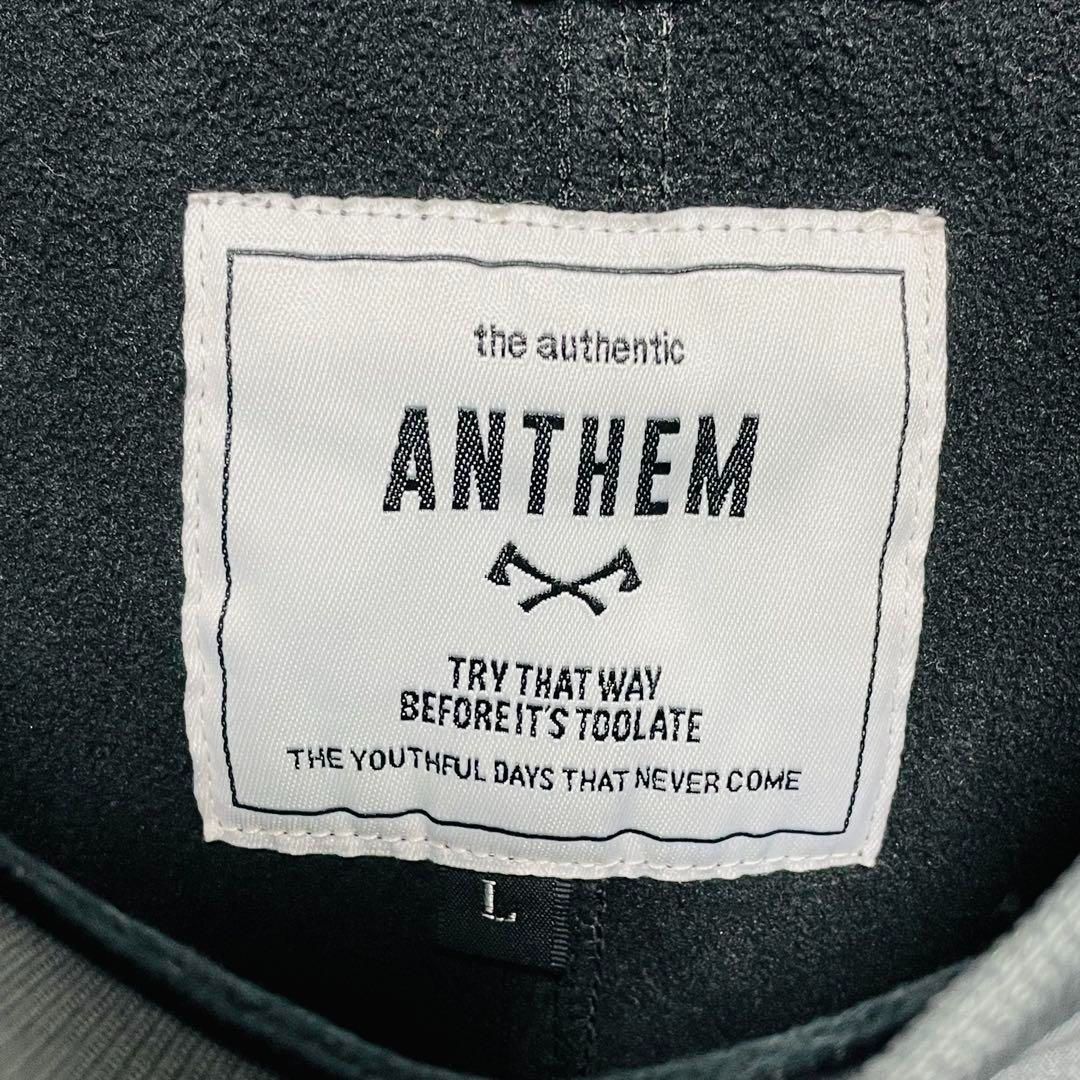 the authentic
ANTHEM
TRY THAT WAY
BEFORE IT'S TOOLATE
THE YOUTHFUL DAYS THAT NEVER COME
L